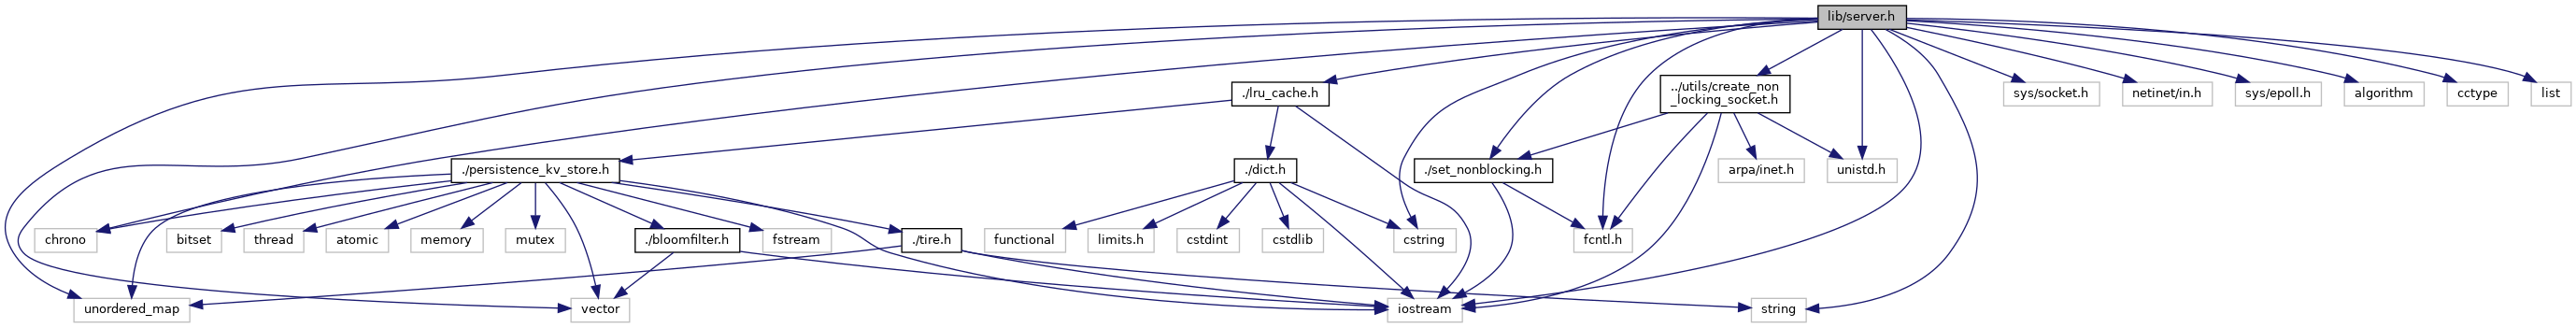 lib/server.h
./lru_cache.h
../utils/create_non
_locking_socket.h
sys/socket.h
netinet/in.h
sys/epoll.h
algorithm
cctype
list
./persistence_kv_store.h
./dict.h
./set_nonblocking.h
arpa/inet.h
unistd.h
chrono
bitset
thread
atomic
memory
mutex
./bloomfilter.h
fstream
./tire.h
functional
limits.h
cstdint
cstdlib
cstring
fcntl.h
unordered_map
vector
iostream
string